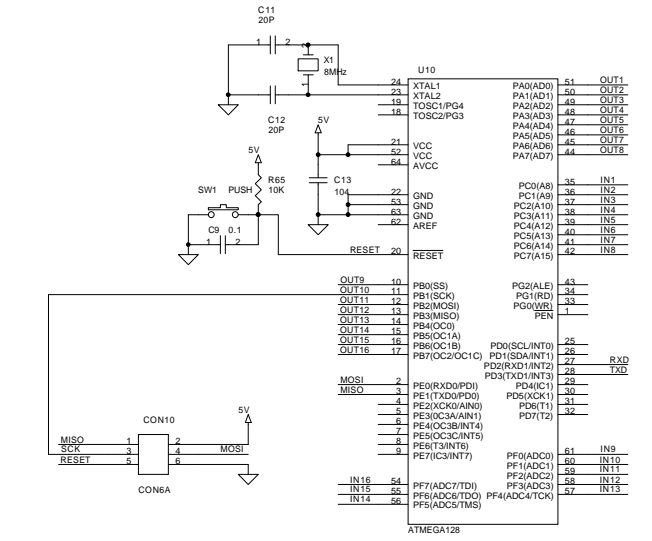 C11
20P
1 2
2
X1
8MHz
1
1 2
C12
20P
U10
24 XTAL1 PA0(AD0) 51 OUT1
23 XTAL2 PA1(AD1) 50 OUT2
19 TOSC1/PG4 PA2(AD2) 49 OUT3
18 TOSC2/PG3 PA3(AD3) 48 OUT4
PA4(AD4) 47 OUT5
PA5(AD5) 46 OUT6
21 VCC PA6(AD6) 45 OUT7
52 VCC PA7(AD7) 44 OUT8
64 AVCC
5V
C13
104
5V
R65
10K
SW1 PUSH
C9 0.1
1 2
22 GND
53 GND
63 GND
62 AREF
RESET 20 RESET
PC0(A8) 35 IN1
PC1(A9) 36 IN2
PC2(A10) 37 IN3
PC3(A11) 38 IN4
PC4(A12) 39 IN5
PC5(A13) 40 IN6
PC6(A14) 41 IN7
PC7(A15) 42 IN8
OUT9 10 PB0(SS) PG2(ALE) 43
OUT10 11 PB1(SCK) PG1(RD) 34
OUT11 12 PB2(MOSI) PG0(WR) 33
OUT12 13 PB3(MISO) PEN 1
OUT13 14 PB4(OC0)
OUT14 15 PB5(OC1A)
OUT15 16 PB6(OC1B)
OUT16 17 PB7(OC2/OC1C)
PD0(SCL/INT0) 25
PD1(SDA/INT1) 26
PD2(RXD1/INT2) 27 RXD
PD3(TXD1/INT3) 28 TXD
PD4(IC1) 29
PD5(XCK1) 30
PD6(T1) 31
PD7(T2) 32
MOSI 2 PE0(RXD0/PDI)
MISO 3 PE1(TXD0/PD0)
4 PE2(XCK0/AIN0)
5 PE3(0C3A/AIN1)
6 PE4(OC3B/INT4)
7 PE5(OC3C/INT5)
8 PE6(T3/INT6)
9 PE7(IC3/INT7)
CON10
5V
MISO 1 2
SCK 3 4 MOSI
RESET 5 6
CON6A
PF0(ADC0) 61 IN9
PF1(ADC1) 60 IN10
PF2(ADC2) 59 IN11
IN16 54 PF7(ADC7/TDI) PF3(ADC3) 58 IN12
IN15 55 PF6(ADC6/TDO) PF4(ADC4/TCK) 57 IN13
IN14 56 PF5(ADC5/TMS)
ATMEGA128